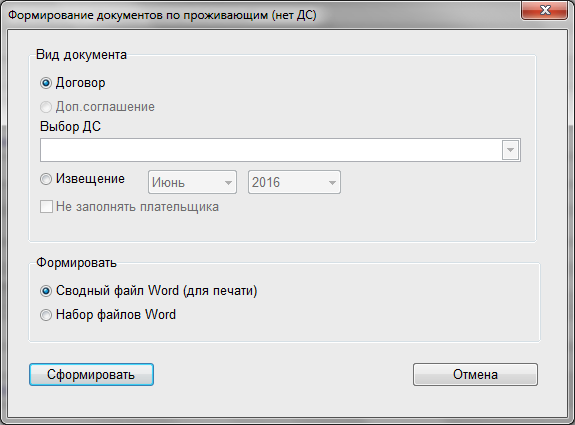 Формирование документов по проживающим (нет ДС)
Вид документа
Договор
Доп.соглашение
Выбор ДС
Извещение
Июнь
2016
Не заполнять плательщика
Формировать
Сводный файл Word (для печати)
Набор файлов Word
Сформировать
Отмена